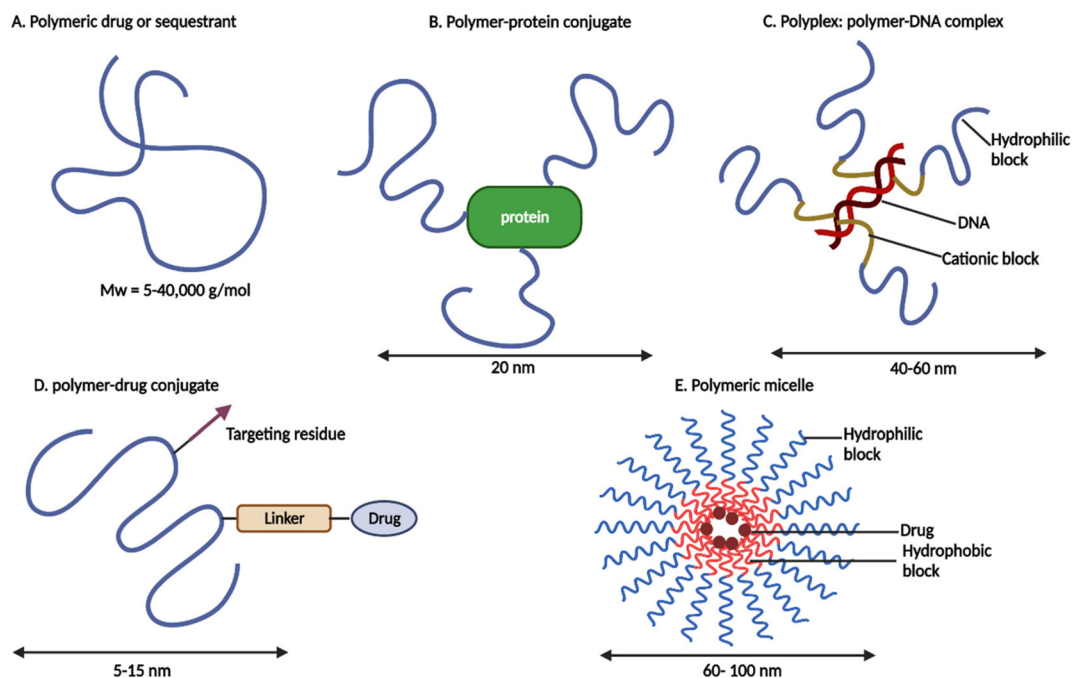 A. Polymeric drug or sequestrant
B. Polymer-protein conjugate
C. Polyplex: polymer-DNA complex
Hydrophilic
block
protein
DNA
Cationic block
Mw = 5-40,000 g/mol
20 nm
40-60 nm
D. polymer-drug conjugate
E. Polymeric micelle
Targeting residue
Hydrophilic
block
Linker
Drug
Drug
Hydrophobic
block
5-15 nm
60- 100 nm